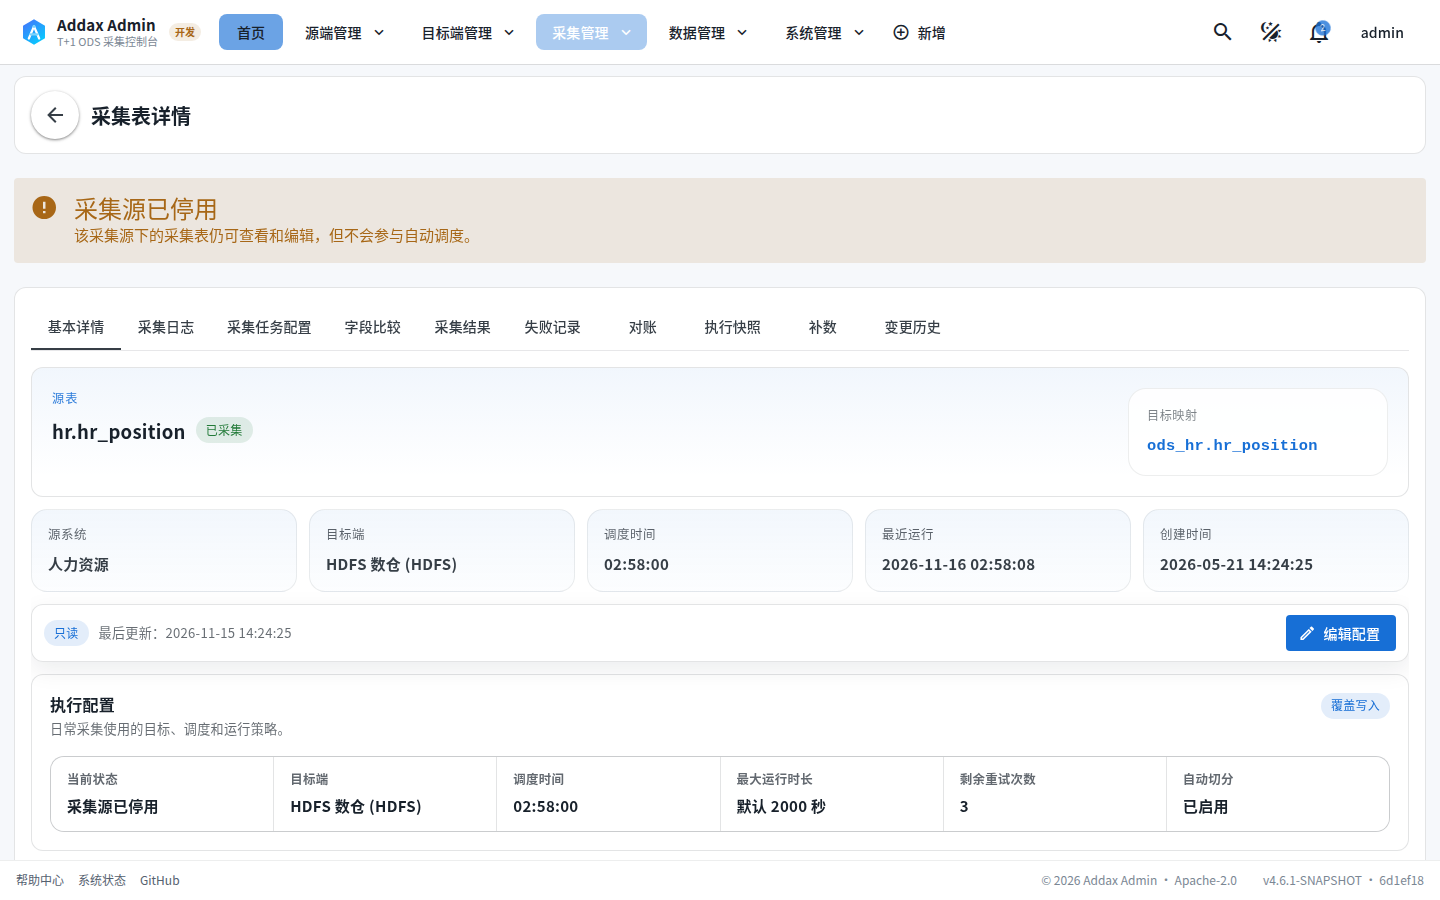 Addax Admin
T+1 ODS 采集控制台
开发
首页
源端管理
目标端管理
采集管理
数据管理
系统管理
新增
2
admin
采集表详情
采集源已停用
该采集源下的采集表仍可查看和编辑，但不会参与自动调度。
基本详情 采集日志 采集任务配置 字段比较 采集结果 失败记录 对账 执行快照 补数 变更历史
源表
hr.hr_position 已采集
目标映射
ods_hr.hr_position
源系统
人力资源
目标端
HDFS 数仓 (HDFS)
调度时间
02:58:00
最近运行
2026-11-16 02:58:08
创建时间
2026-05-21 14:24:25
只读 最后更新：2026-11-15 14:24:25
编辑配置
执行配置
日常采集使用的目标、调度和运行策略。
覆盖写入
当前状态
采集源已停用
目标端
HDFS 数仓 (HDFS)
调度时间
02:58:00
最大运行时长
默认 2000 秒
剩余重试次数
3
自动切分
已启用
帮助中心 系统状态 GitHub
© 2026 Addax Admin • Apache-2.0 v4.6.1-SNAPSHOT • 6d1ef18